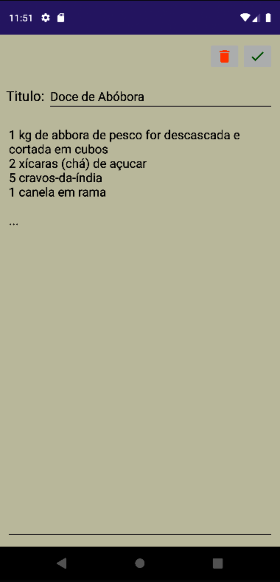 11:51
Titulo: Doce de Abóbora
1 kg de abbora de pesco for descascada e
cortada em cubos
2 xícaras (chá) de açucar
5 cravos-da-índia
1 canela em rama
...